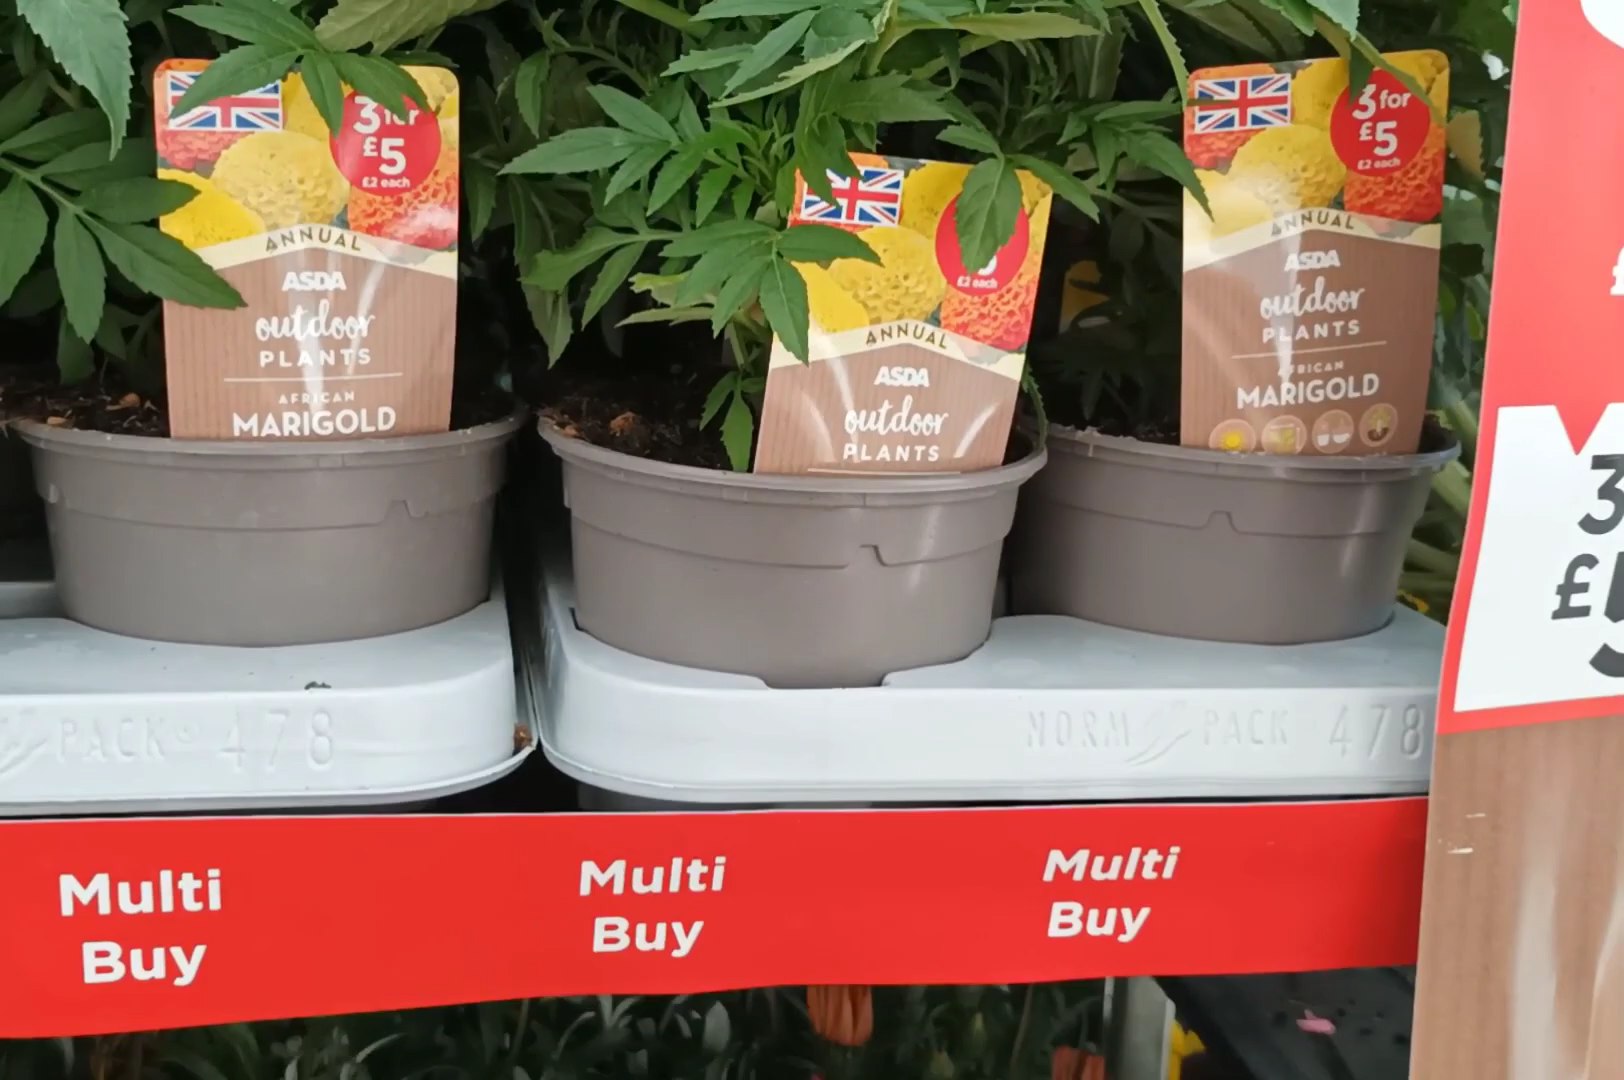 3 for
£5
£2 each
ANNUAL
ASDA
outdoor
PLANTS
AFRICAN
MARIGOLD
£2 each
ANNUAL
ASDA
outdoor
PLANTS
3 for
£5
£2 each
ANNUAL
ASDA
outdoor
PLANTS
AFRICAN
MARIGOLD
PACK 478
NORM PACK 478
Multi
Buy
Multi
Buy
Multi
Buy
3
£5